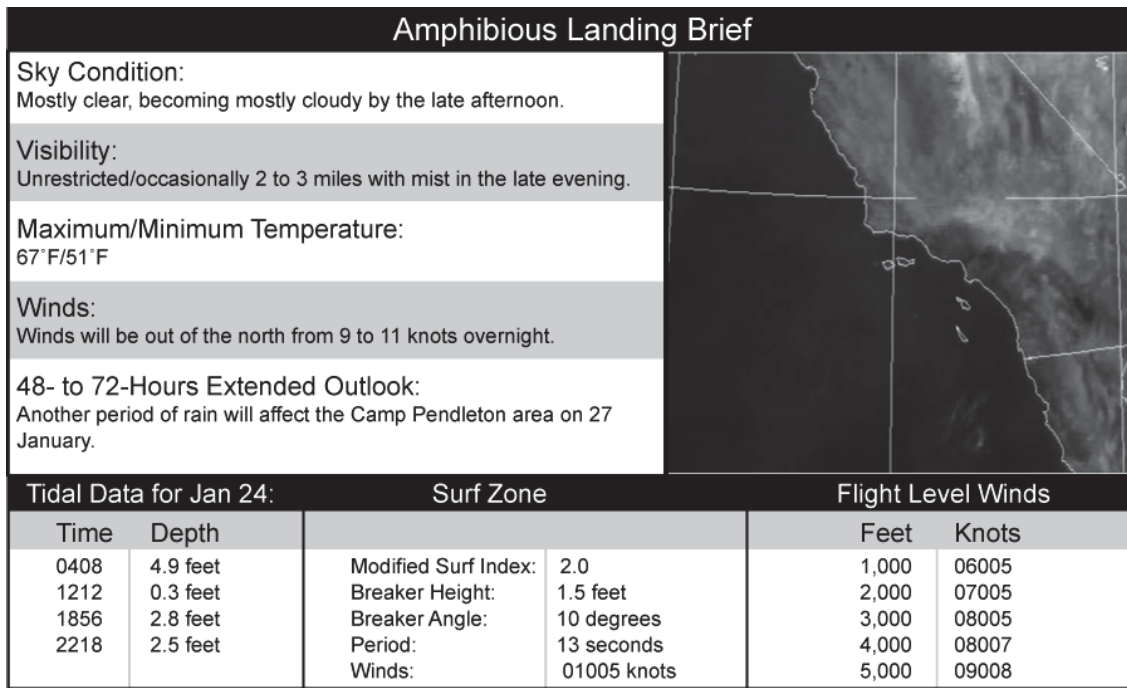 Amphibious Landing Brief
Sky Condition:
Mostly clear, becoming mostly cloudy by the late afternoon.
Visibility:
Unrestricted/occasionally 2 to 3 miles with mist in the late evening.
Maximum/Minimum Temperature:
67˚F/51˚F
Winds:
Winds will be out of the north from 9 to 11 knots overnight.
48- to 72-Hours Extended Outlook:
Another period of rain will affect the Camp Pendleton area on 27
January.
Tidal Data for Jan 24:
Time Depth
0408 4.9 feet
1212 0.3 feet
1856 2.8 feet
2218 2.5 feet
Surf Zone
Modified Surf Index: 2.0
Breaker Height: 1.5 feet
Breaker Angle: 10 degrees
Period: 13 seconds
Winds: 01005 knots
Flight Level Winds
Feet Knots
1,000 06005
2,000 07005
3,000 08005
4,000 08007
5,000 09008